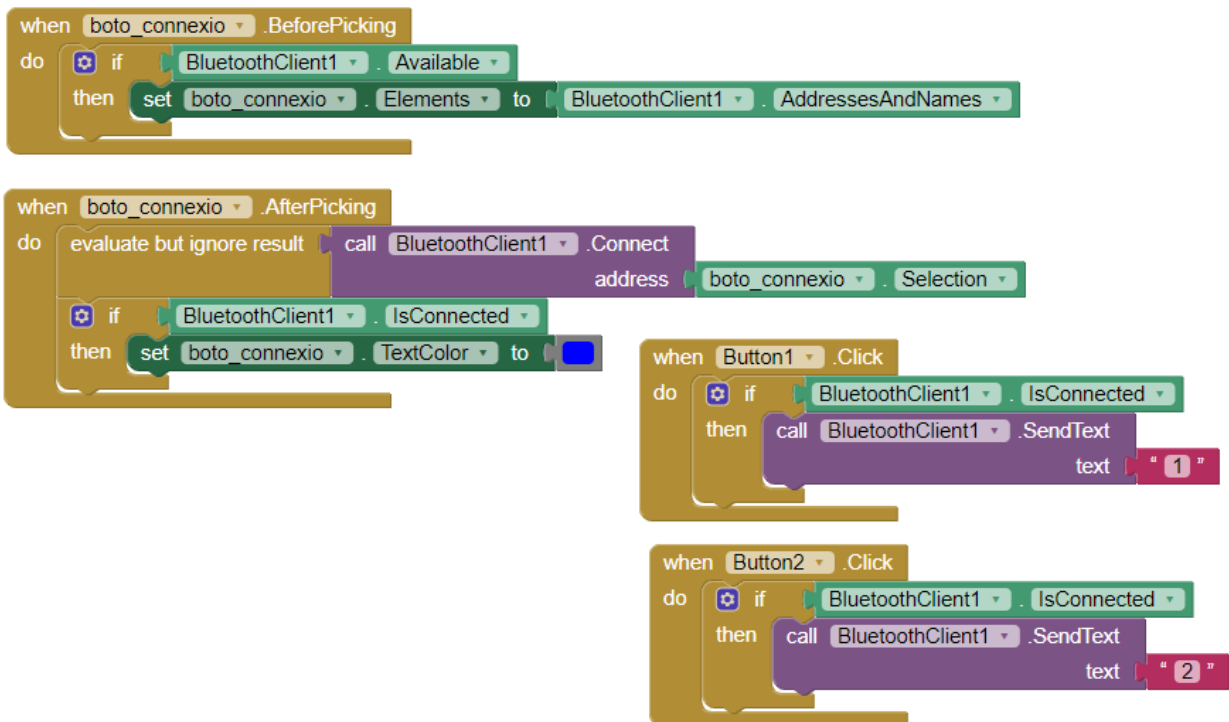 when boto_connexio .BeforePicking
do if BluetoothClient1 . Available
then set boto_connexio . Elements to BluetoothClient1 . AddressesAndNames
when boto_connexio .AfterPicking
do evaluate but ignore result call BluetoothClient1 .Connect
address boto_connexio . Selection
if BluetoothClient1 . IsConnected
then set boto_connexio . TextColor to
when Button1 .Click
do if BluetoothClient1 . IsConnected
then call BluetoothClient1 .SendText
text “ 1 ”
when Button2 .Click
do if BluetoothClient1 . IsConnected
then call BluetoothClient1 .SendText
text “ 2 ”